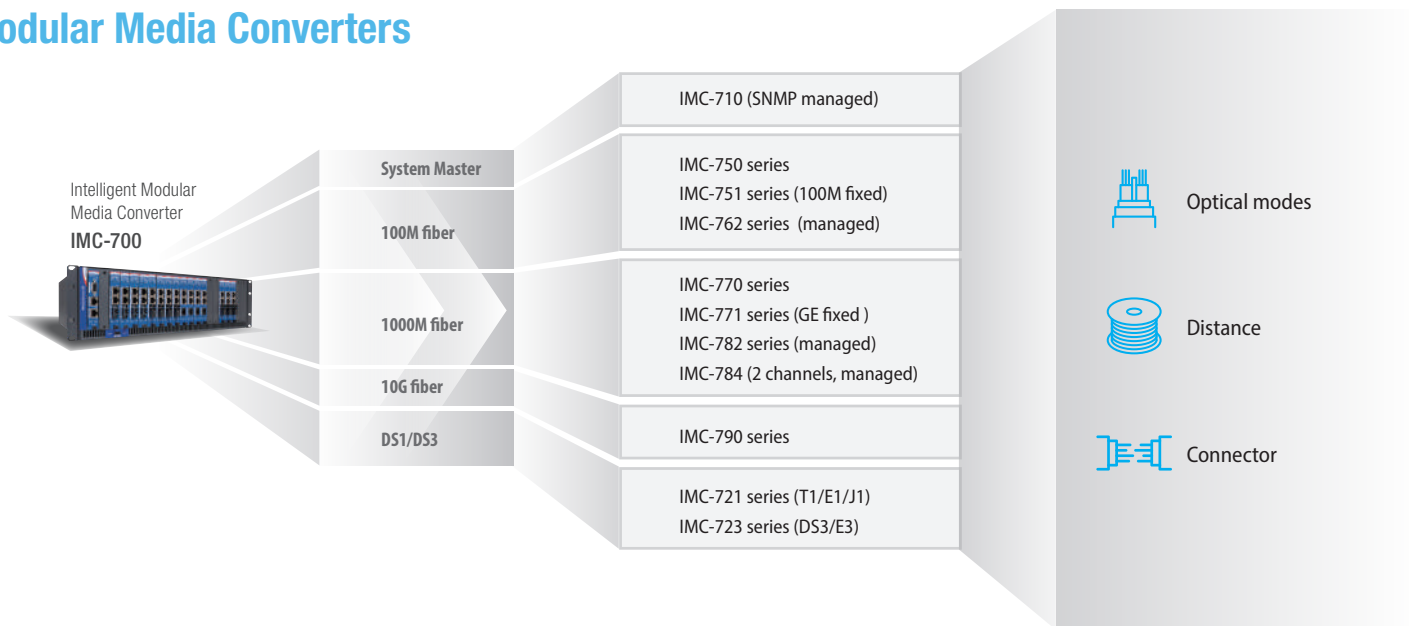 odular Media Converters
Intelligent Modular
Media Converter
IMC-700
System Master
100M fiber
1000M fiber
10G fiber
DS1/DS3
IMC-710 (SNMP managed)
IMC-750 series
IMC-751 series (100M fixed)
IMC-762 series  (managed)
IMC-770 series
IMC-771 series (GE fixed )
IMC-782 series (managed)
IMC-784 (2 channels, managed)
IMC-790 series
IMC-721 series (T1/E1/J1)
IMC-723 series (DS3/E3)
Optical modes
Distance
Connector